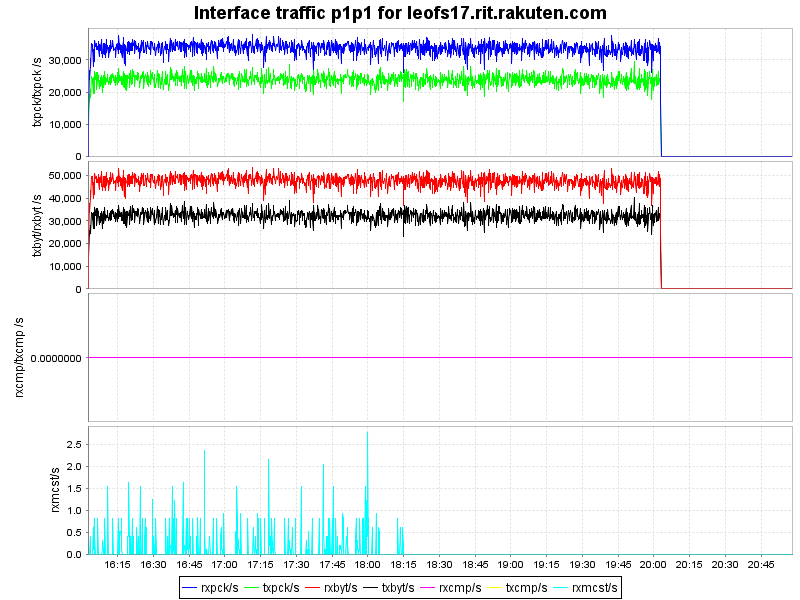 Interface traffic p1p1 for leofs17.rit.rakuten.com
txpck/txpck /s
30,000
20,000
10,000
0
txbyt/rxbyt /s
50,000
40,000
30,000
20,000
10,000
0
rxcmp/txcmp /s
0.0000000
rxmcst/s
2.5
2.0
1.5
1.0
0.5
0.0
16:15 16:30 16:45 17:00 17:15 17:30 17:45 18:00 18:15 18:30 18:45 19:00 19:15 19:30 19:45 20:00 20:15 20:30 20:45
rxpck/s txpck/s rxbyt/s txbyt/s rxcmp/s txcmp/s rxmcst/s